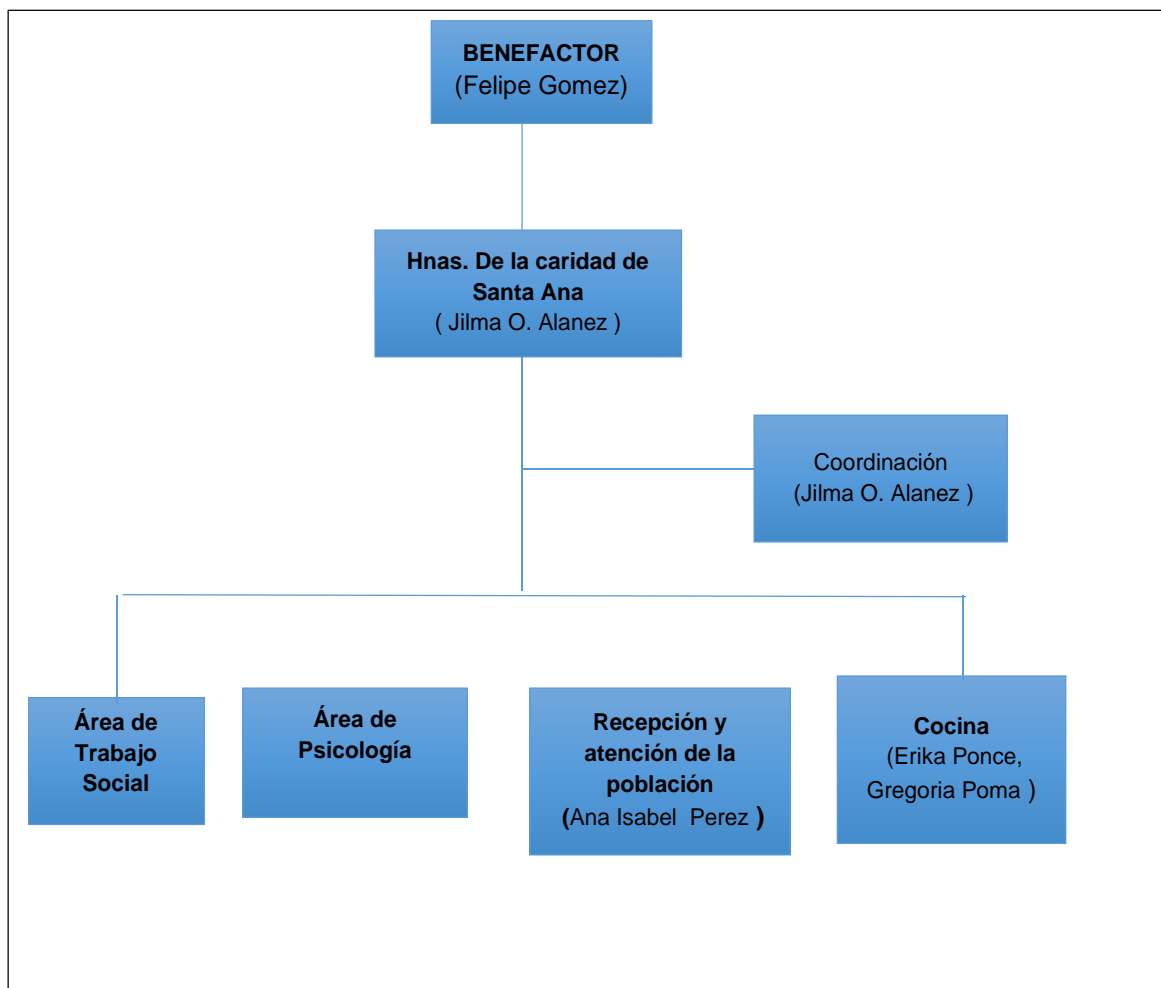 BENEFACTOR
(Felipe Gomez)
Hnas. De la caridad de
Santa Ana
( Jilma O. Alanez )
Coordinación
(Jilma O. Alanez )
Área de
Trabajo
Social
Área de
Psicología
Recepción y
atención de la
población
(Ana Isabel  Perez )
Cocina
(Erika Ponce,
Gregoria Poma )